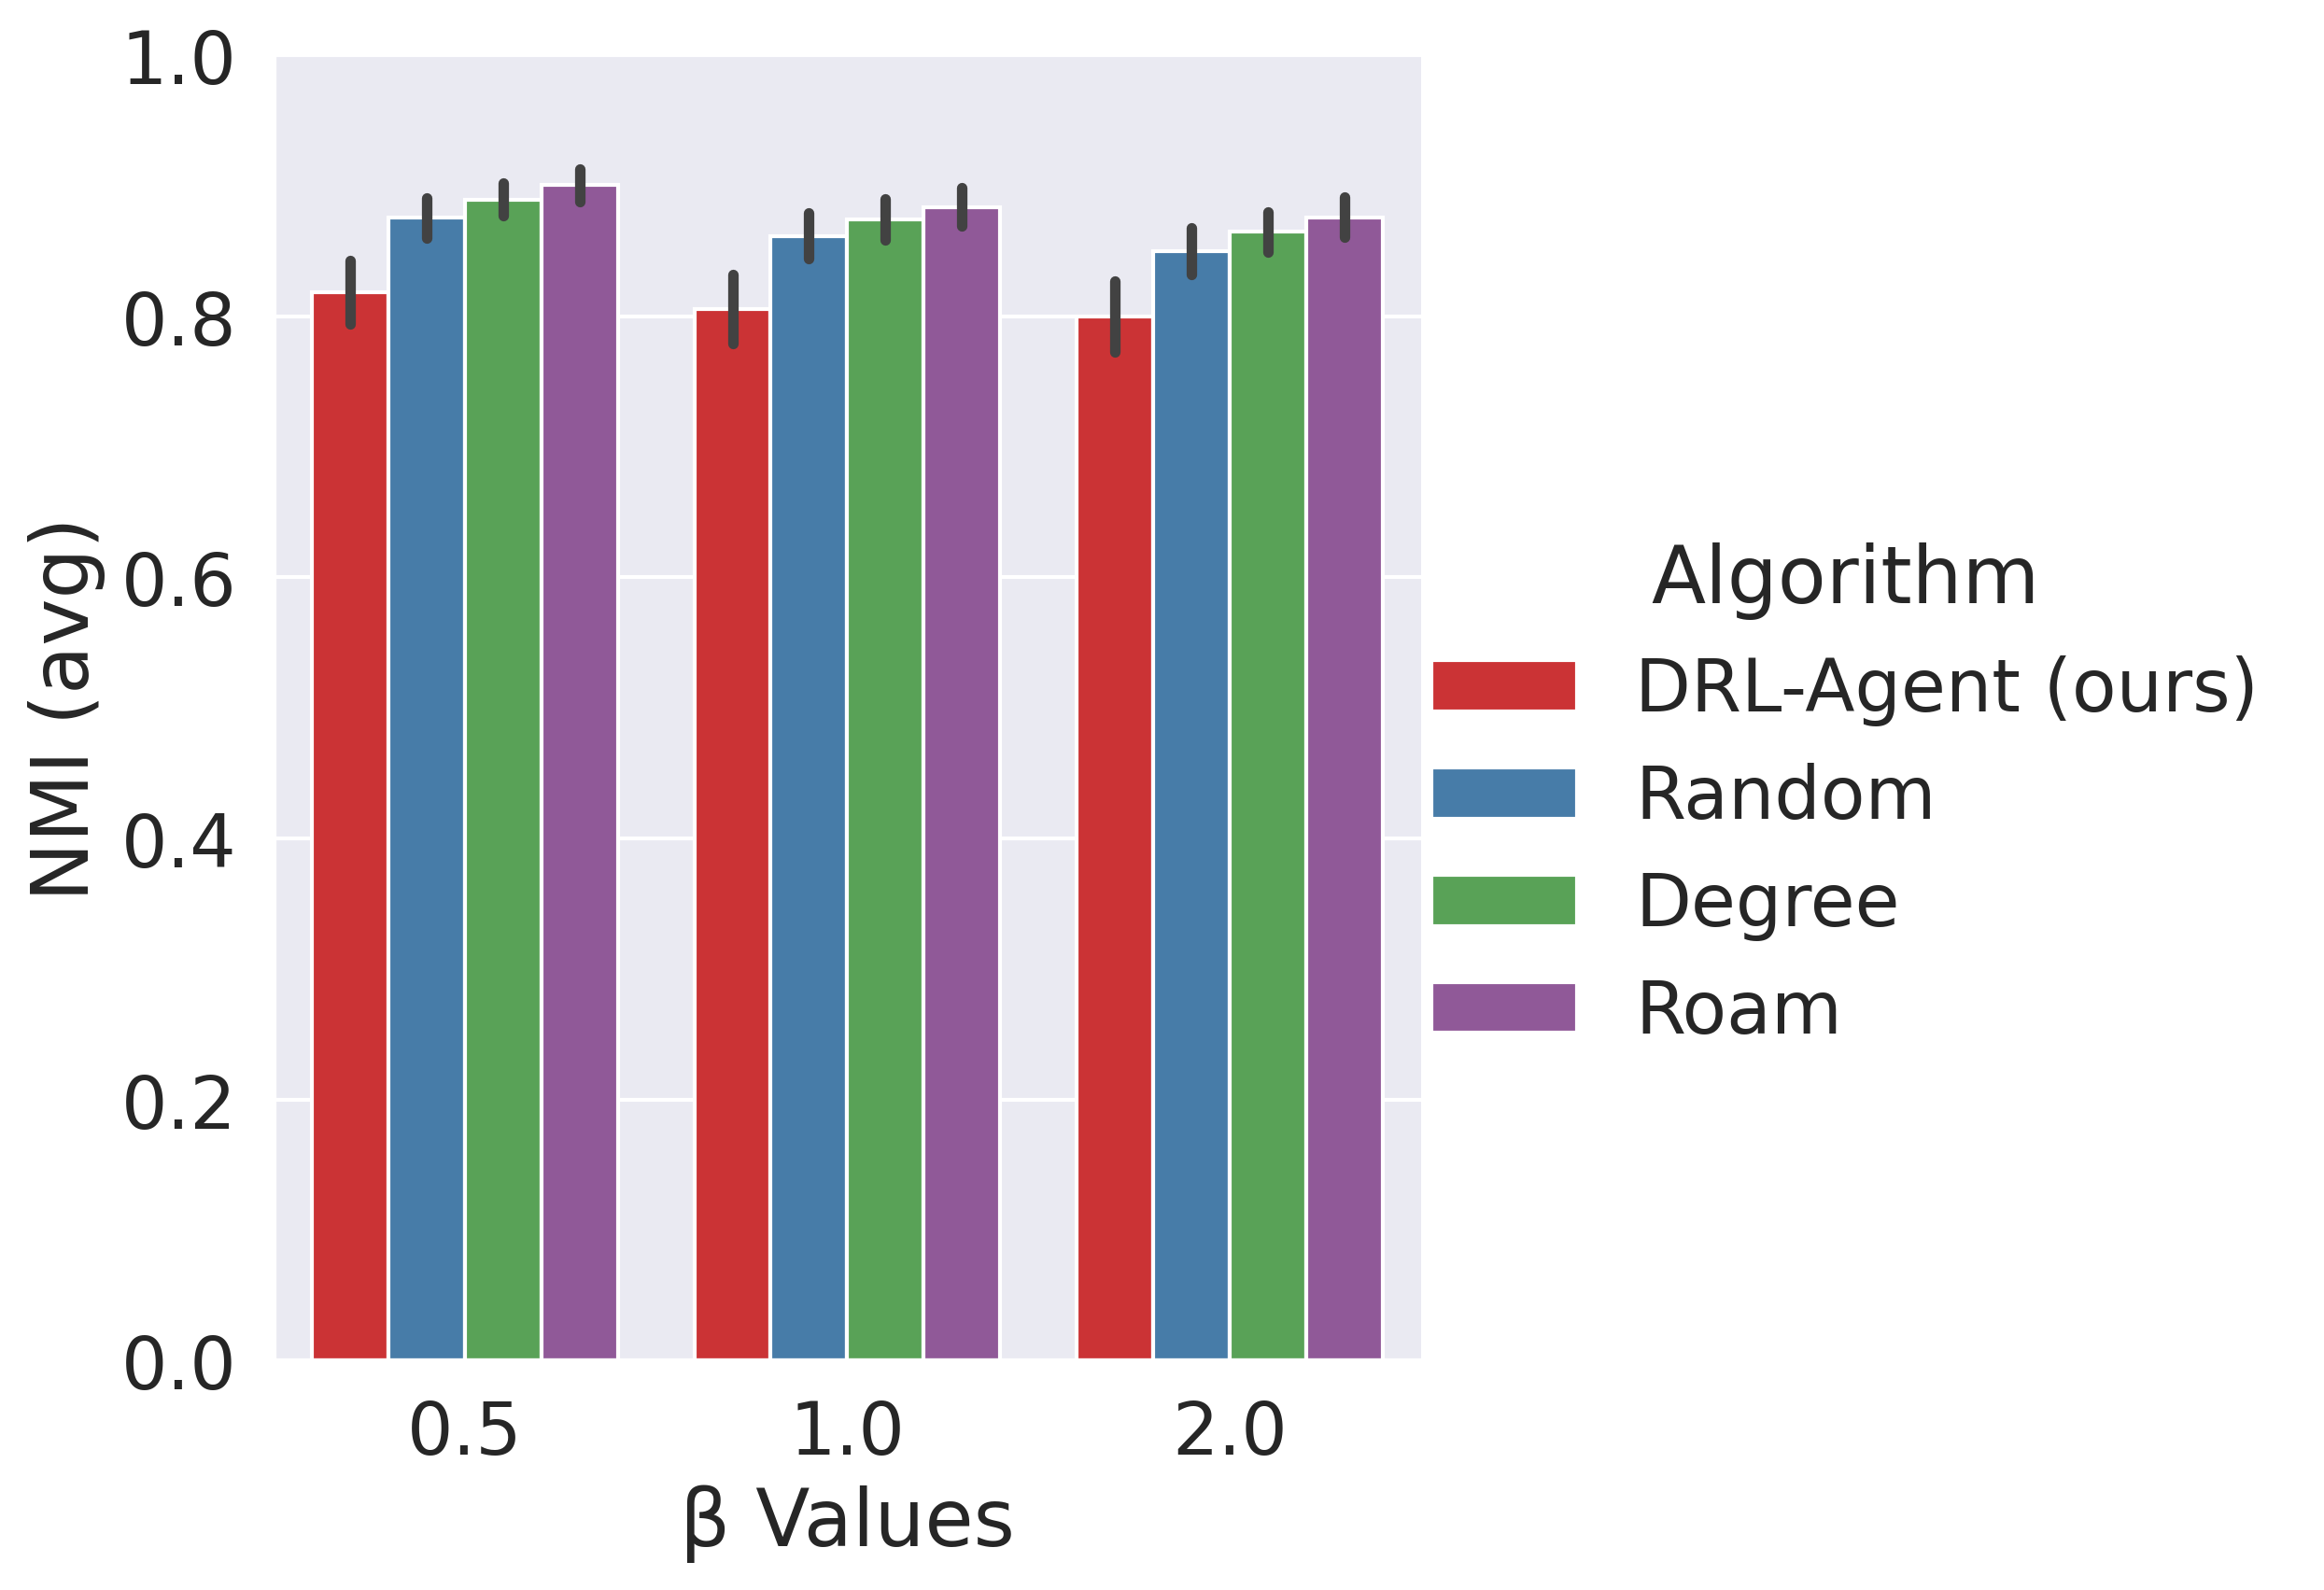 NMI (avg)
1.0
0.8
0.6
0.4
0.2
0.0
0.5 1.0 2.0
β Values
Algorithm
DRL-Agent (ours)
Random
Degree
Roam